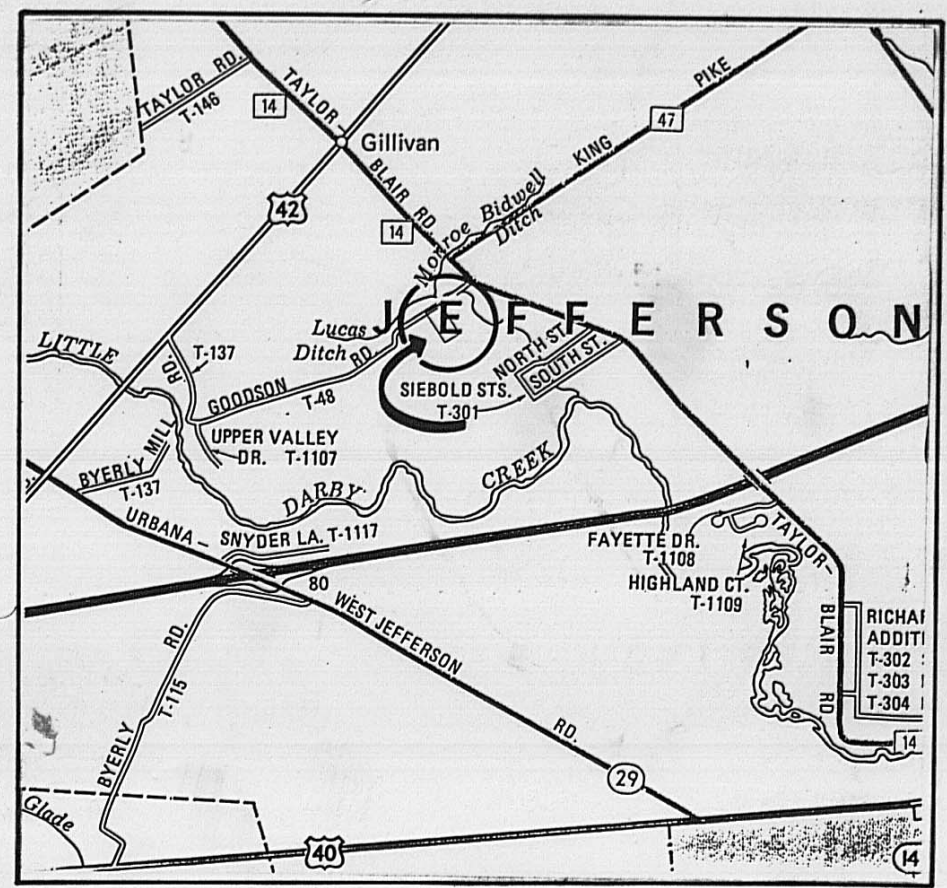 TAYLOR RD.
T-146
14
TAYLOR-
Gillivan
BLAIR RD.
14
42
PIKE
47
KING
Bidwell
Monroe
Ditch
JEFFERSON
Lucas
Ditch
LITTLE
RD.
T-137
GOODSON
RD.
T-48
NORTH ST.
SOUTH ST.
SIEBOLD STS.
T-301
UPPER VALLEY
DR. T-1107
BYERLY MILL
T-137
DARBY
CREEK
URBANA-
SNYDER LA. T-1117
80
WEST JEFFERSON
RD.
29
FAYETTE DR.
T-1108
HIGHLAND CT.
T-1109
TAYLOR-
BLAIR
RD
RICHAR
ADDITI
T-302
T-303
T-304
14
BYERLY
RD.
T-115
Glade
40
14